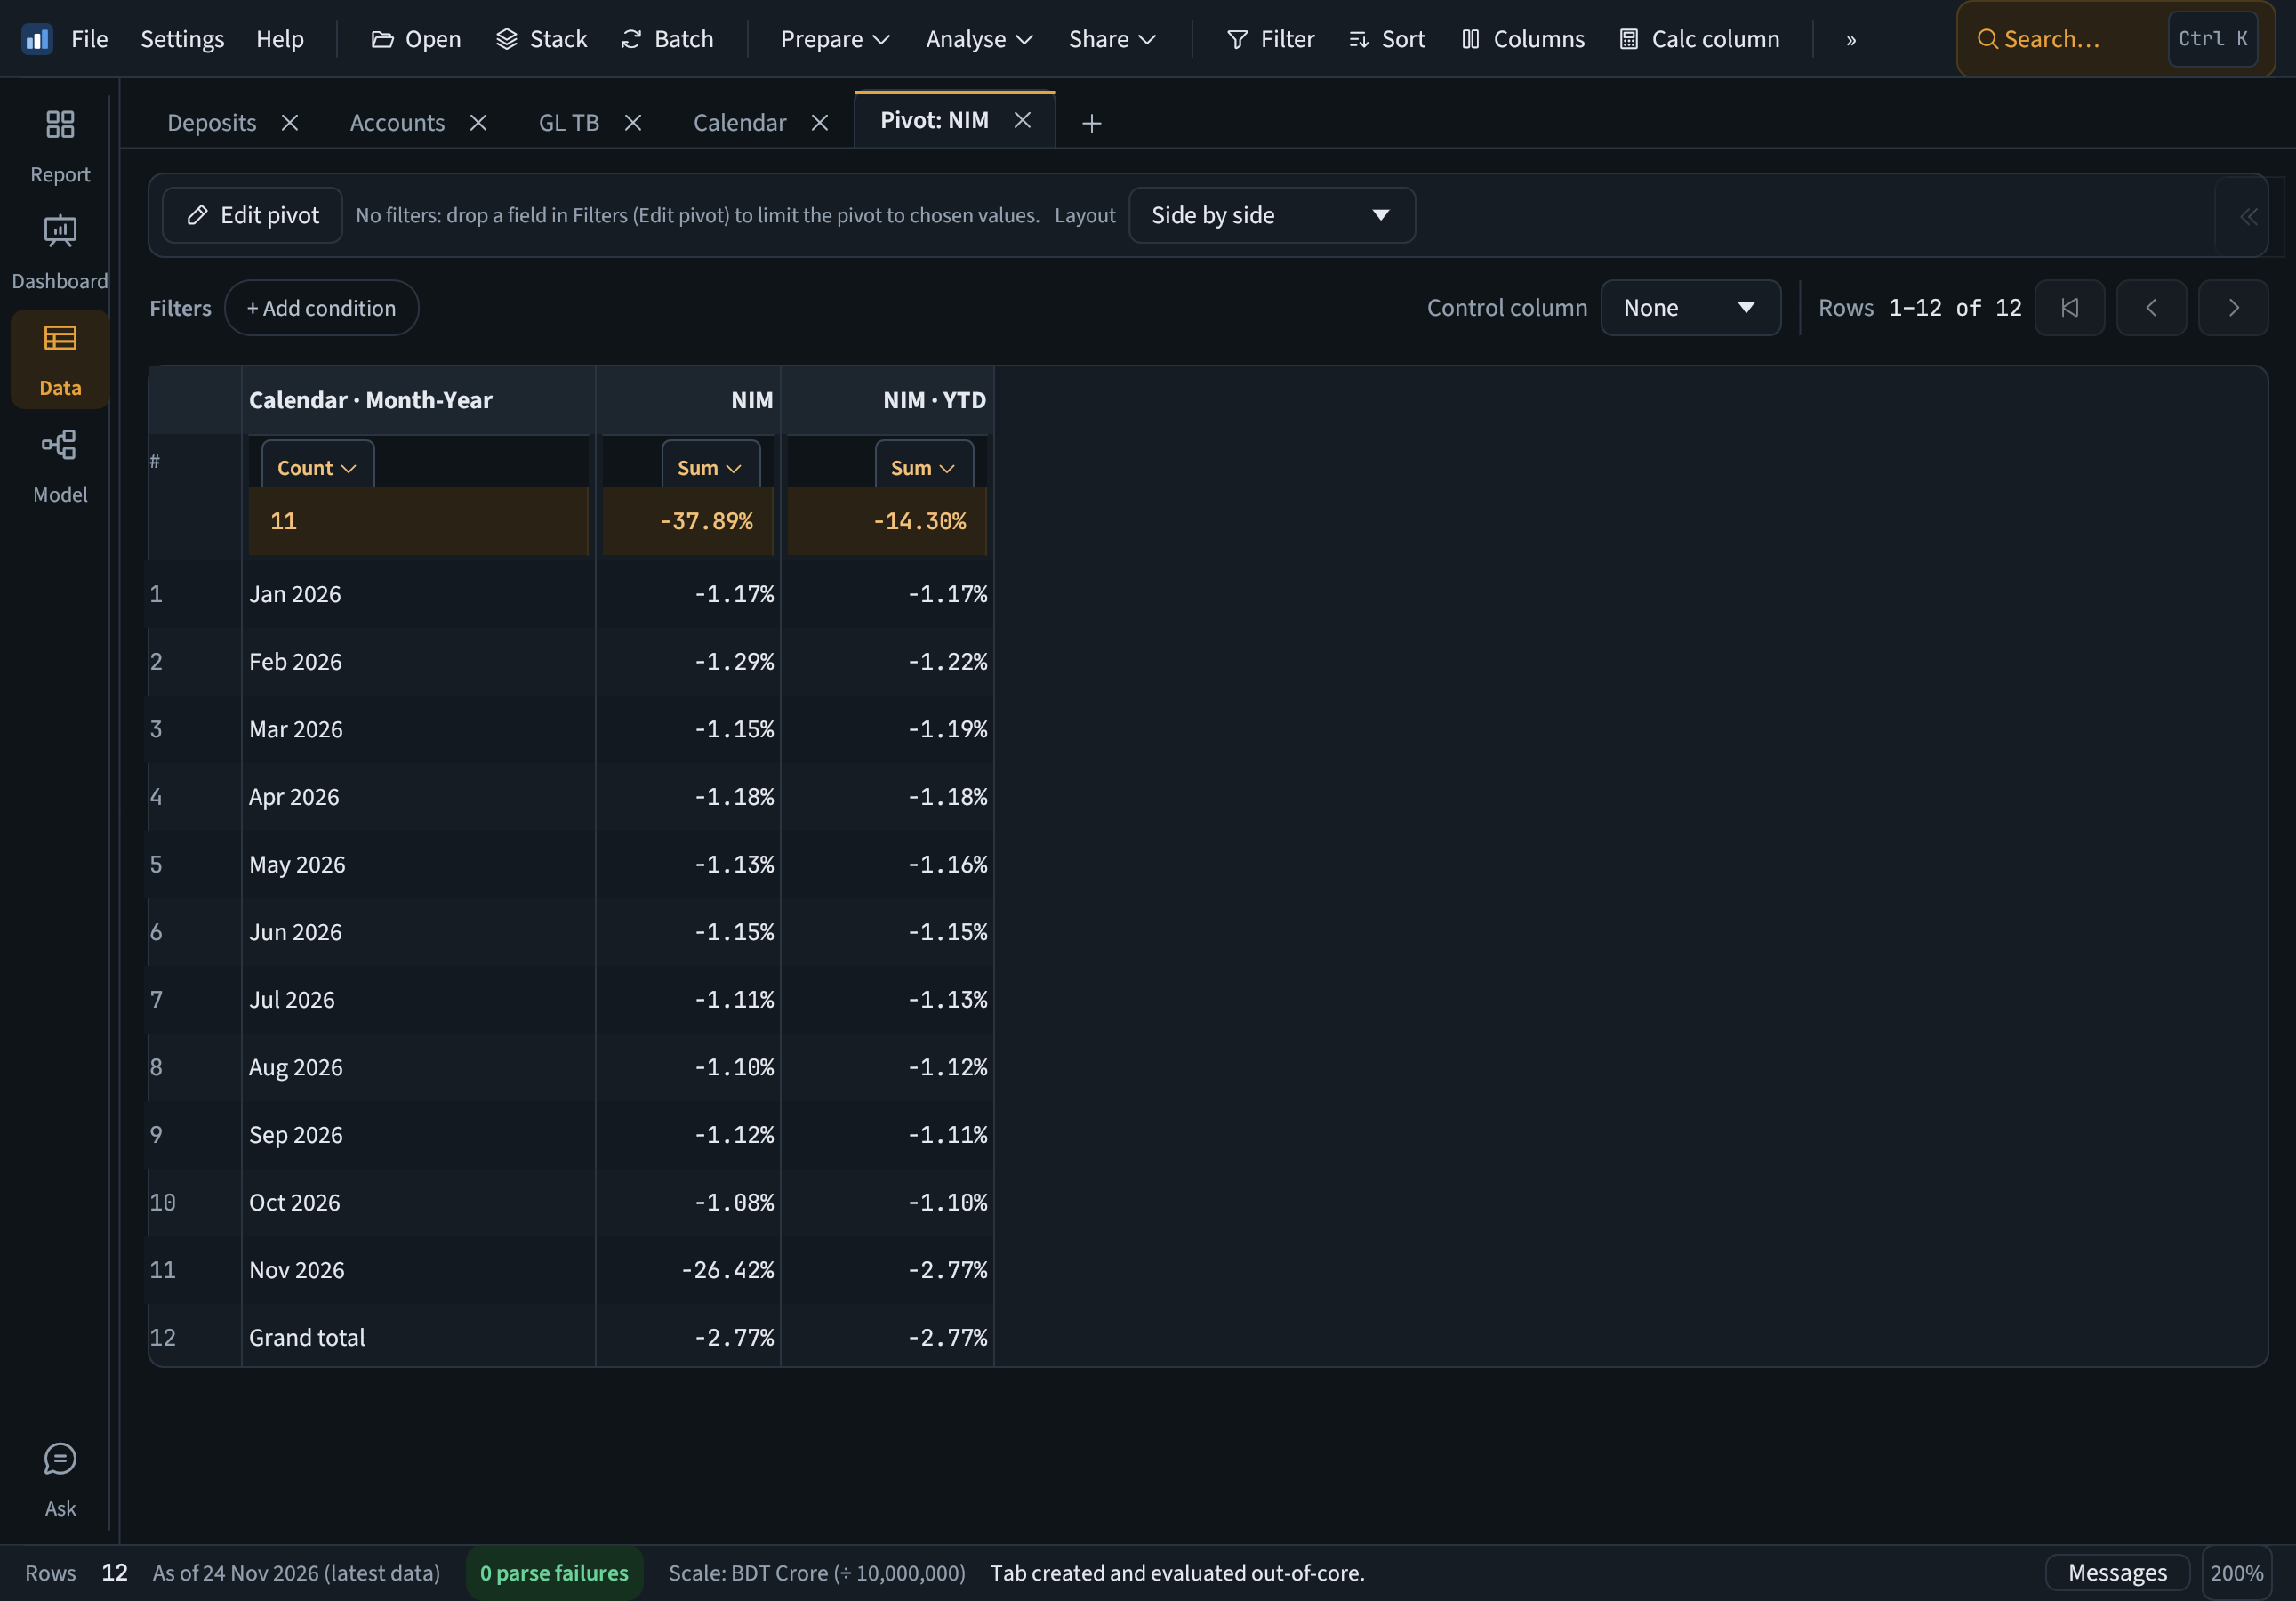 File Settings Help Open Stack Batch Prepare Analyse Share Filter Sort Columns Calc column » Search… Ctrl K
Deposits Accounts GL TB Calendar Pivot: NIM +
Report
Dashboard
Data
Model
Ask
Edit pivot No filters: drop a field in Filters (Edit pivot) to limit the pivot to chosen values. Layout Side by side
Filters + Add condition Control column None Rows 1–12 of 12
Calendar · Month-Year NIM NIM · YTD
# Count Sum Sum
11 -37.89% -14.30%
1 Jan 2026 -1.17% -1.17%
2 Feb 2026 -1.29% -1.22%
3 Mar 2026 -1.15% -1.19%
4 Apr 2026 -1.18% -1.18%
5 May 2026 -1.13% -1.16%
6 Jun 2026 -1.15% -1.15%
7 Jul 2026 -1.11% -1.13%
8 Aug 2026 -1.10% -1.12%
9 Sep 2026 -1.12% -1.11%
10 Oct 2026 -1.08% -1.10%
11 Nov 2026 -26.42% -2.77%
12 Grand total -2.77% -2.77%
Rows 12 As of 24 Nov 2026 (latest data) 0 parse failures Scale: BDT Crore (÷ 10,000,000) Tab created and evaluated out-of-core. Messages 200%